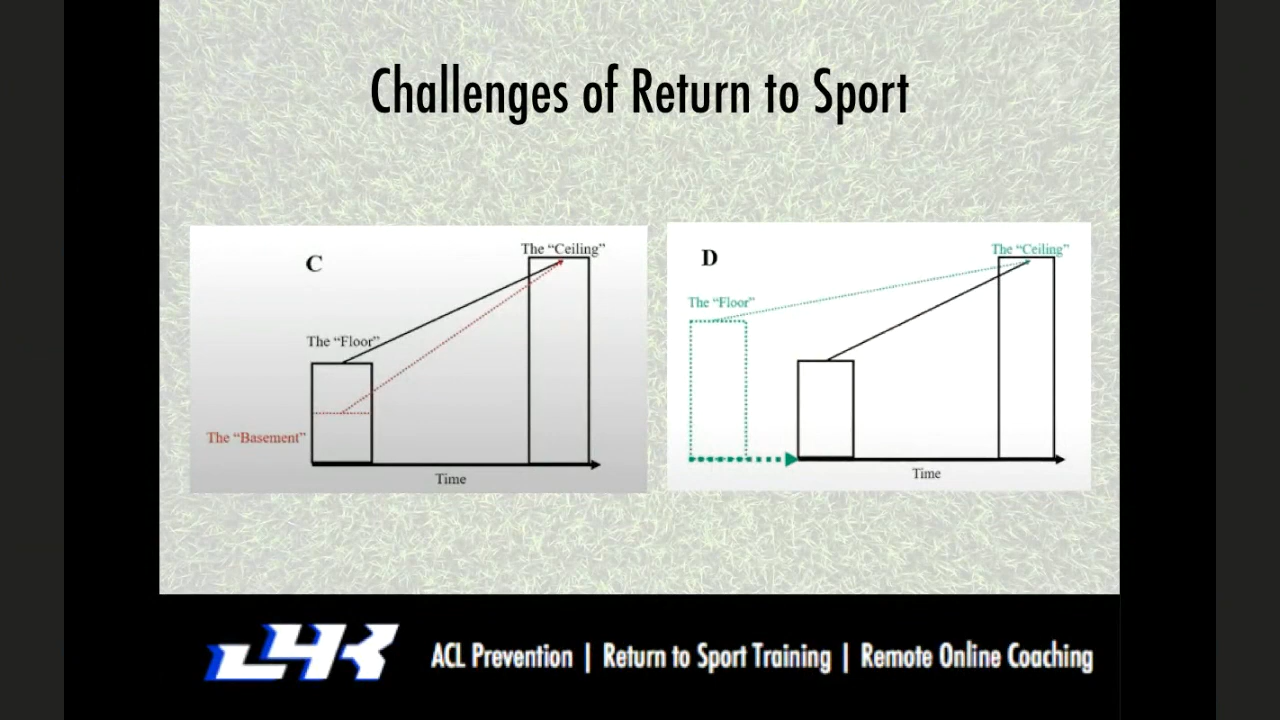 Challenges of Return to Sport
C
The “Ceiling”
The “Floor”
The “Basement”
Time
D
The “Ceiling”
The “Floor”
Time
L4K
ACL Prevention | Return to Sport Training | Remote Online Coaching